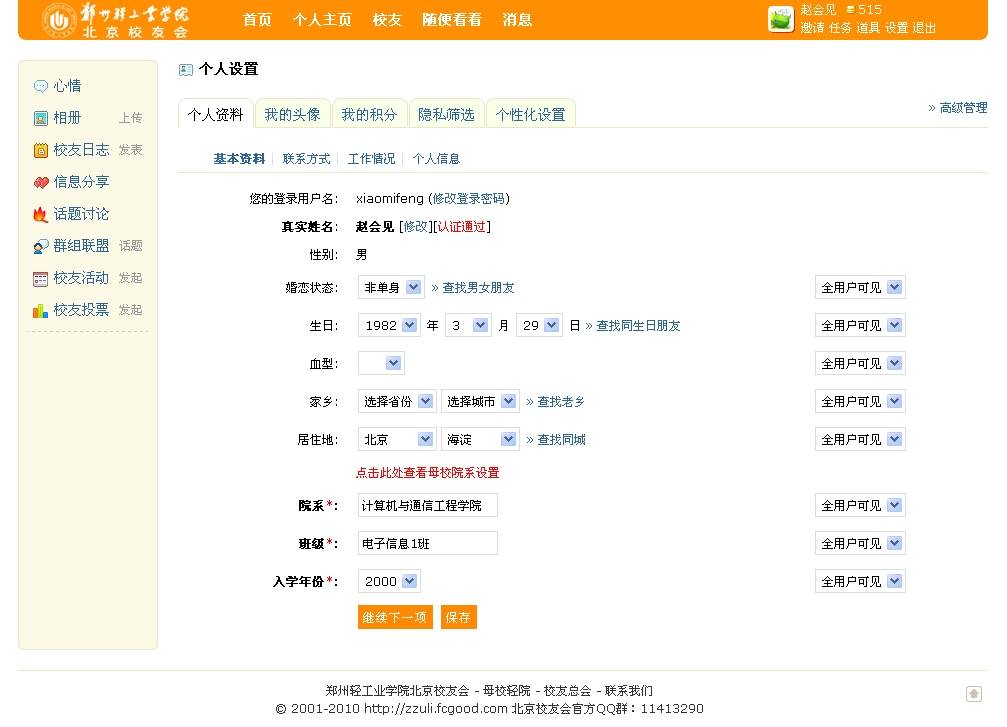 郑州轻工业学院
北京校友会
首页 个人主页 校友 随便看看 消息
赵会见 515
邀请 任务 道具 设置 退出
心情
相册 上传
校友日志 发表
信息分享
话题讨论
群组联盟 话题
校友活动 发起
校友投票 发起
个人设置
个人资料 我的头像 我的积分 隐私筛选 个性化设置
» 高级管理
基本资料 联系方式 工作情况 个人信息
您的登录用户名: xiaomifeng (修改登录密码)
真实姓名: 赵会见 [修改][认证通过]
性别: 男
婚恋状态: 非单身 » 查找男女朋友 全用户可见
生日: 1982 年 3 月 29 日 » 查找同生日朋友 全用户可见
血型: 全用户可见
家乡: 选择省份 选择城市 » 查找老乡 全用户可见
居住地: 北京 海淀 » 查找同城 全用户可见
点击此处查看母校院系设置
院系*: 计算机与通信工程学院 全用户可见
班级*: 电子信息1班 全用户可见
入学年份*: 2000 全用户可见
继续下一项 保存
郑州轻工业学院北京校友会 - 母校轻院 - 校友总会 - 联系我们
© 2001-2010 http://zzuli.fcgood.com 北京校友会官方QQ群：11413290